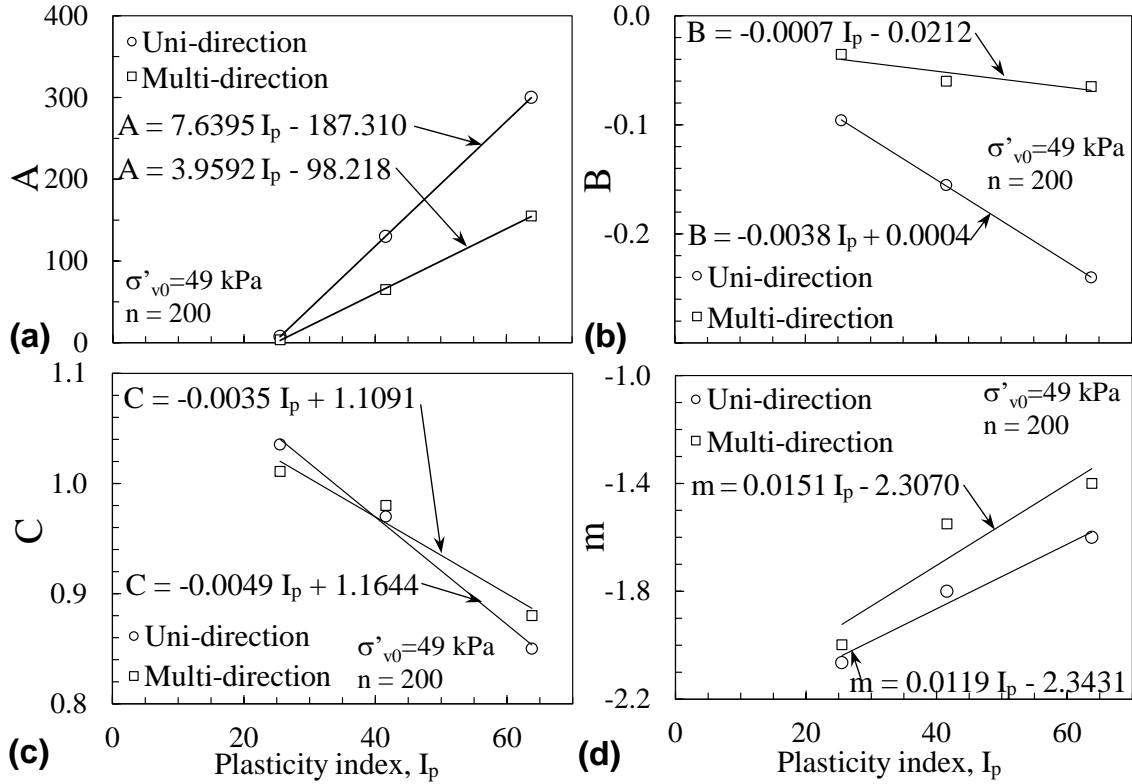 400
300
200
100
0
A
Uni-direction
Multi-direction
A = 7.6395 Iₚ - 187.310
A = 3.9592 Iₚ - 98.218
σ'ᵥ₀=49 kPa
n = 200
(a)
0.0
-0.1
-0.2
B
B = -0.0007 Iₚ - 0.0212
σ'ᵥ₀=49 kPa
n = 200
B = -0.0038 Iₚ + 0.0004
Uni-direction
Multi-direction
(b)
1.1
1.0
0.9
0.8
C
C = -0.0035 Iₚ + 1.1091
C = -0.0049 Iₚ + 1.1644
Uni-direction
Multi-direction
σ'ᵥ₀=49 kPa
n = 200
(c)
0 20 40 60
Plasticity index, Iₚ
-1.0
-1.4
-1.8
-2.2
m
Uni-direction
Multi-direction
σ'ᵥ₀=49 kPa
n = 200
m = 0.0151 Iₚ - 2.3070
m = 0.0119 Iₚ - 2.3431
(d)
0 20 40 60
Plasticity index, Iₚ